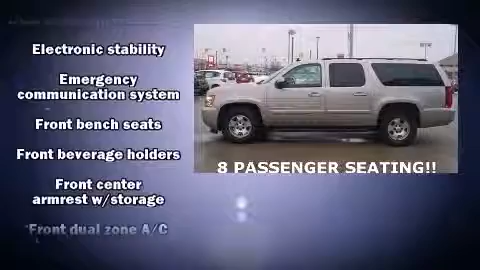 Electronic stability
Emergency
communication system
Front bench seats
Front beverage holders
Front center
armrest w/storage
Front dual zone A/C
8 PASSENGER SEATING!!